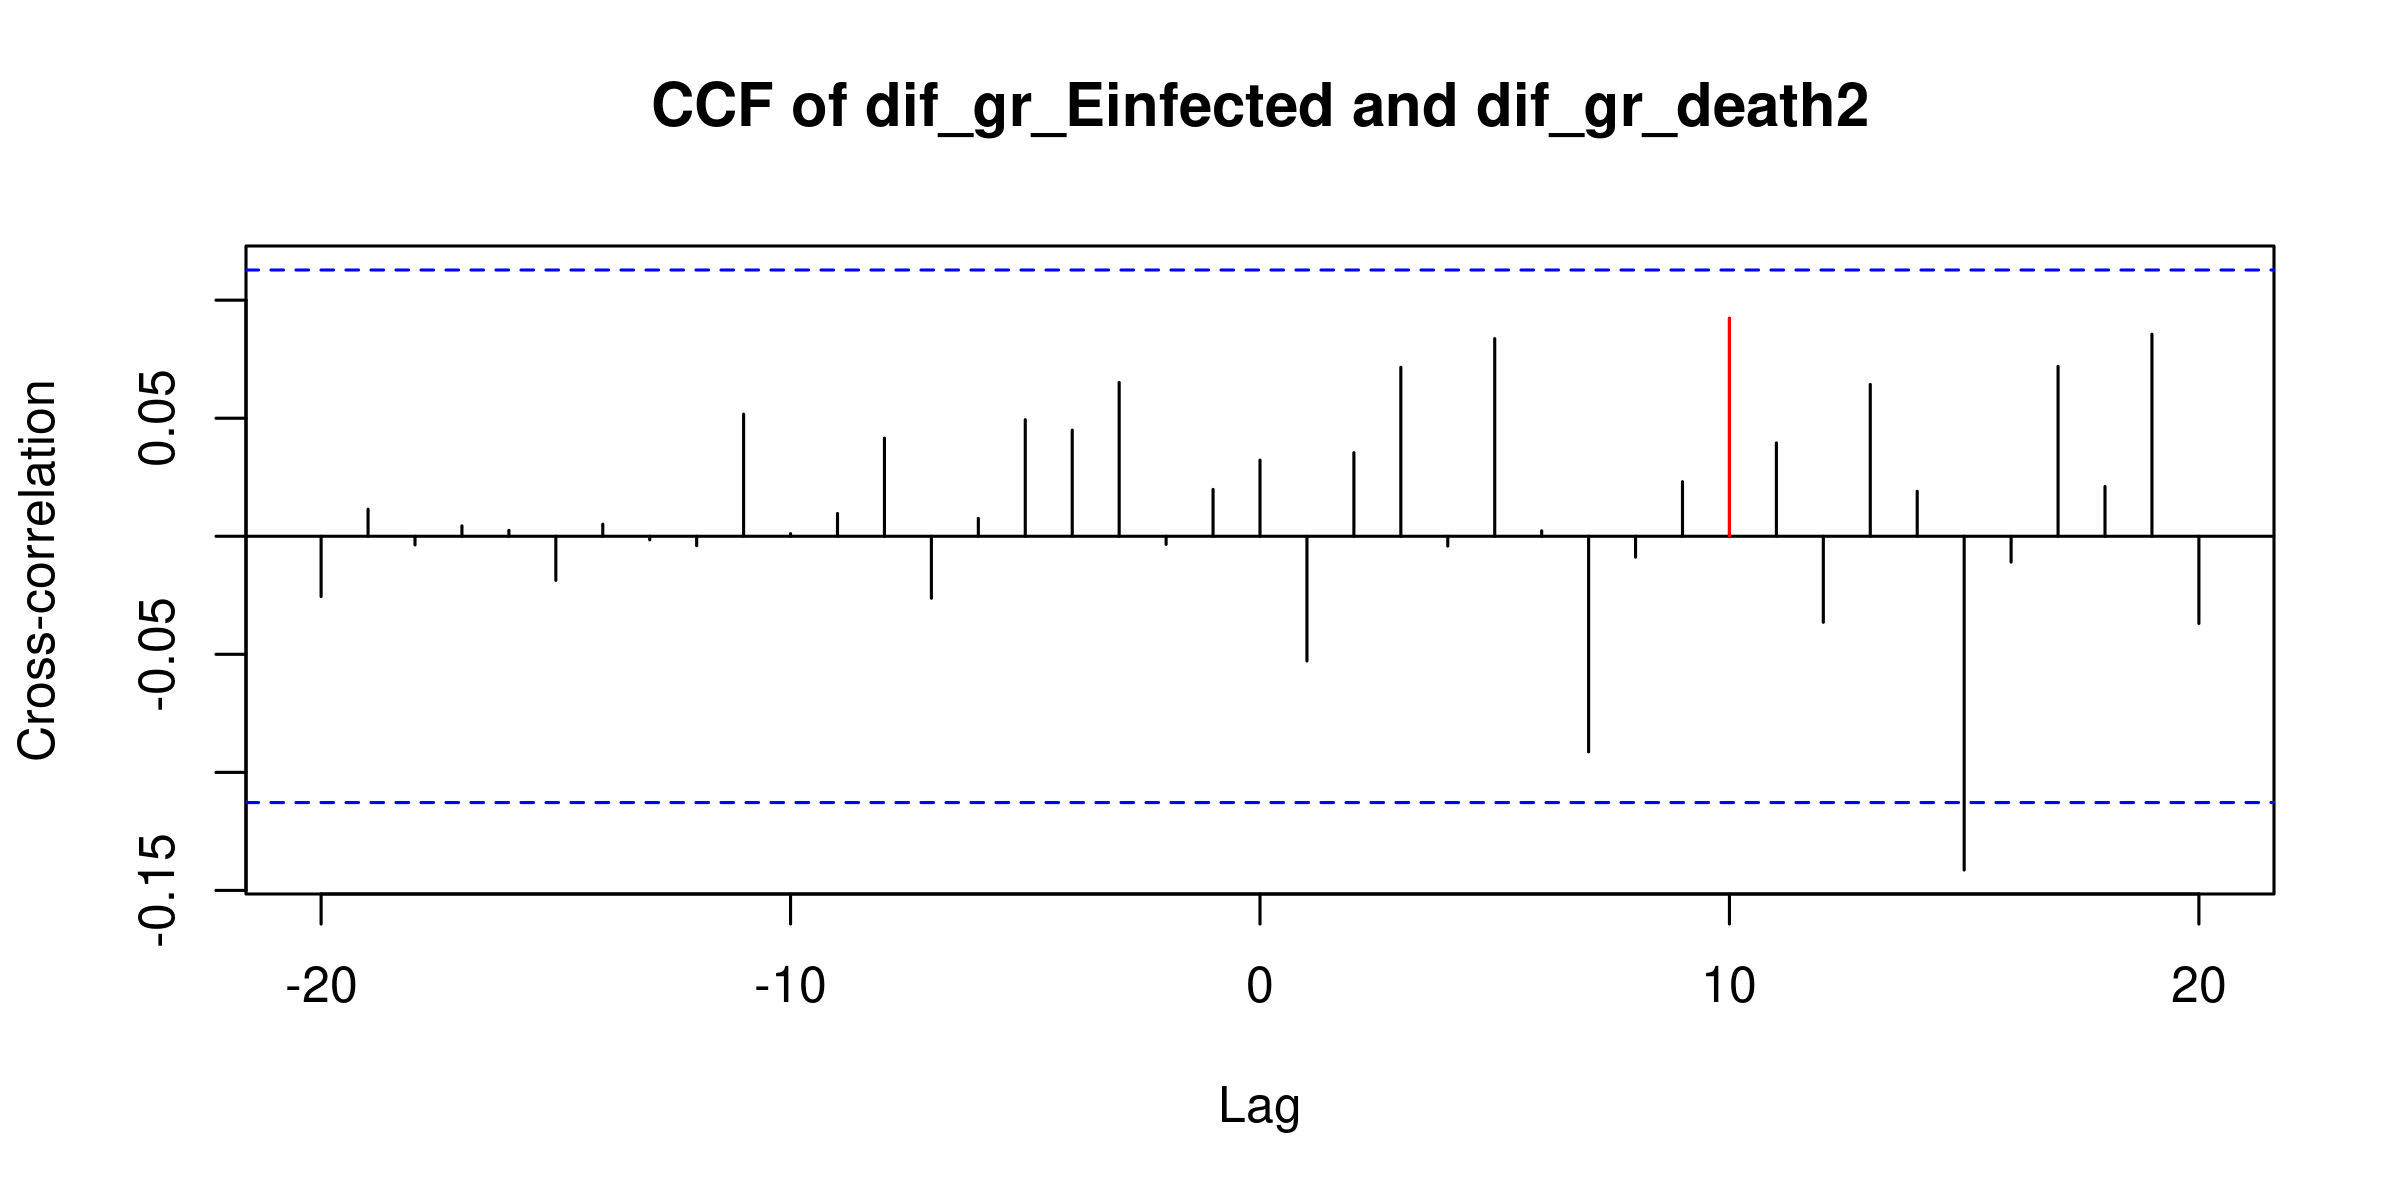 CCF of dif_gr_Einfected and dif_gr_death2
Cross-correlation
0.05
-0.05
-0.15
-20 -10 0 10 20
Lag